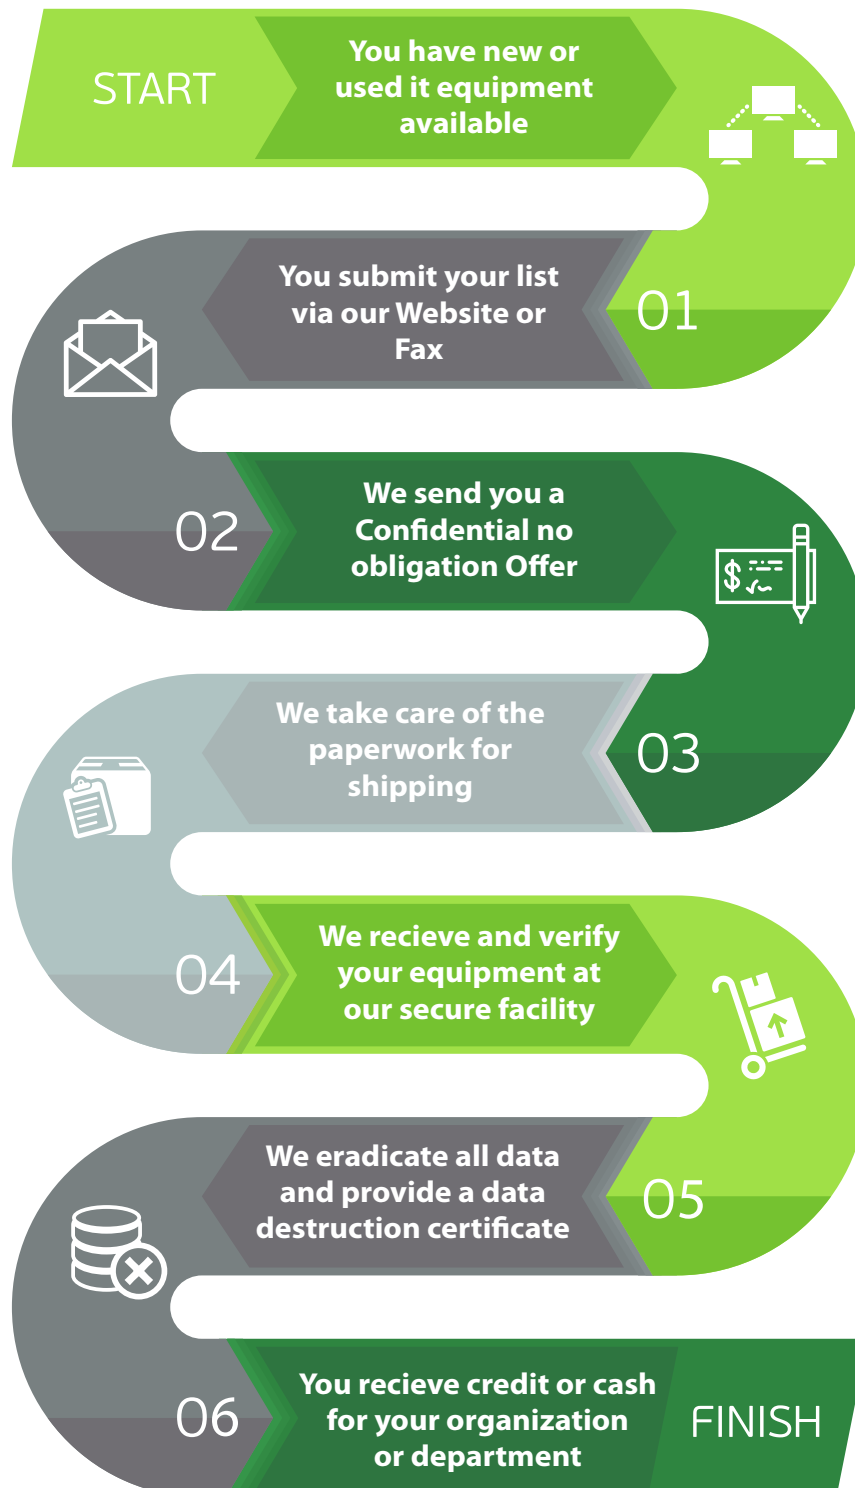 START
You have new or
used it equipment
available
01
You submit your list
via our Website or
Fax
02
We send you a
Confidential no
obligation Offer
$
03
We take care of the
paperwork for
shipping
04
We recieve and verify
your equipment at
our secure facility
05
We eradicate all data
and provide a data
destruction certificate
06
You recieve credit or cash
for your organization
or department
FINISH